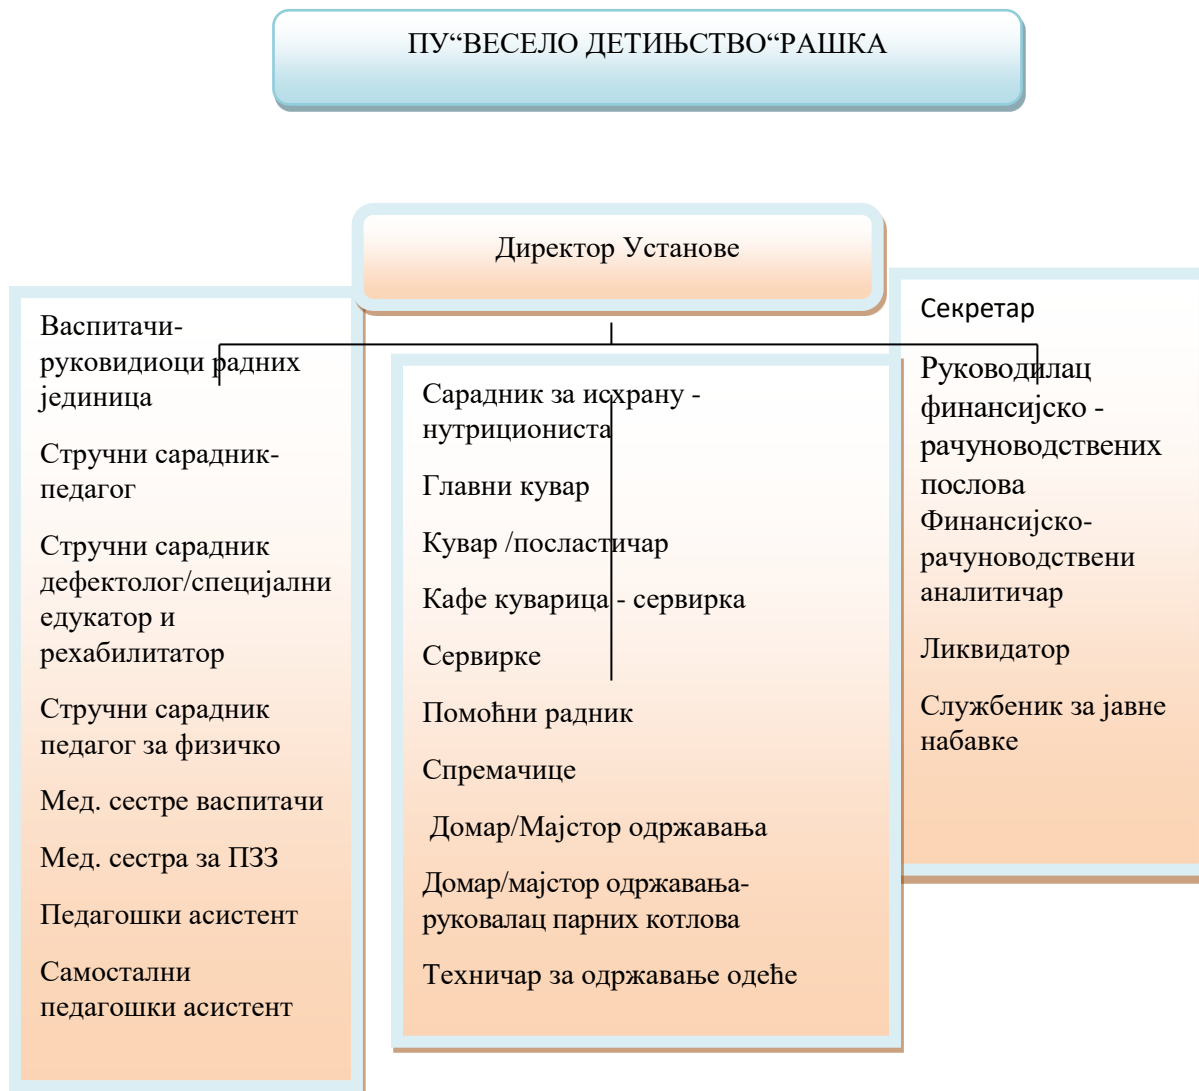 ПУ“ВЕСЕЛО ДЕТИЊСТВО“РАШКА
Директор Установе
Васпитачи-
руковидиоци радних
јединица
Стручни сарадник-
педагог
Стручни сарадник
дефектолог/специјални
едукатор и
рехабилитатор
Стручни сарадник
педагог за физичко
Мед. сестре васпитачи
Мед. сестра за ПЗЗ
Педагошки асистент
Самостални
педагошки асистент
Сарадник за исхрану -
нутрициониста
Главни кувар
Кувар /посластичар
Кафе куварица - сервирка
Сервирке
Помоћни радник
Спремачице
Домар/Мајстор одржавања
Домар/мајстор одржавања-
руковалац парних котлова
Техничар за одржавање одеће
Секретар
Руководилац
финансијско -
рачуноводствених
послова
Финансијско-
рачуноводствени
аналитичар
Ликвидатор
Службеник за јавне
набавке